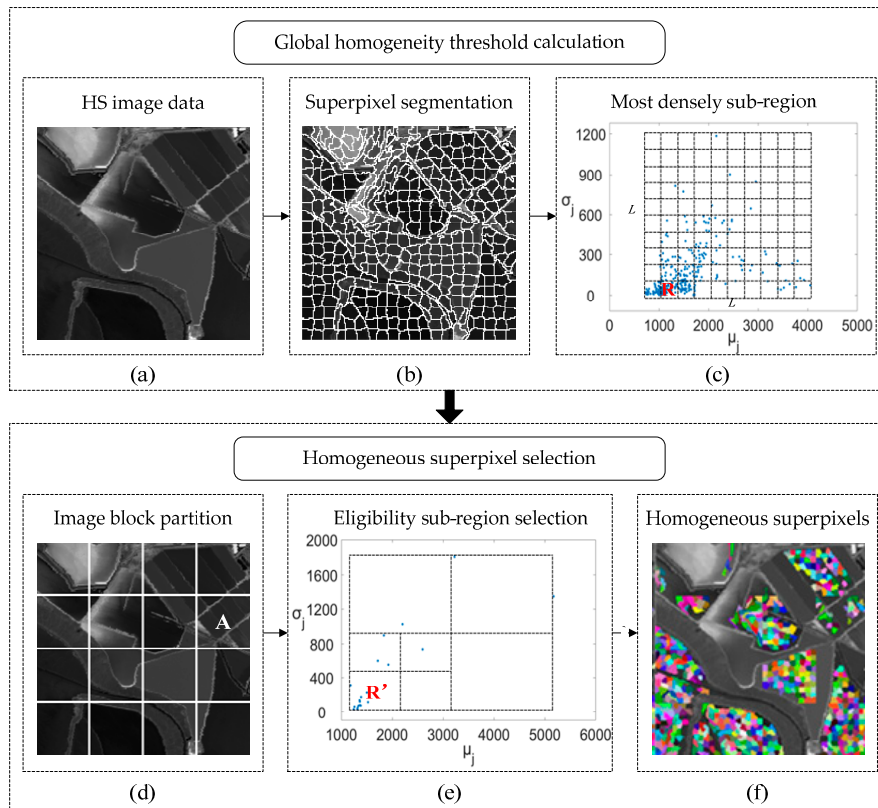 Global homogeneity threshold calculation
HS image data
Superpixel segmentation
Most densely sub-region
1200
900
σj
L
600
300
0
R
L
0
1000
2000
3000
4000
5000
μj
(a)
(b)
(c)
Homogeneous superpixel selection
Image block partition
Eligibility sub-region selection
Homogeneous superpixels
A
2000
1600
σj
1200
800
400
0
R’
1000
2000
3000
4000
5000
6000
μj
(d)
(e)
(f)